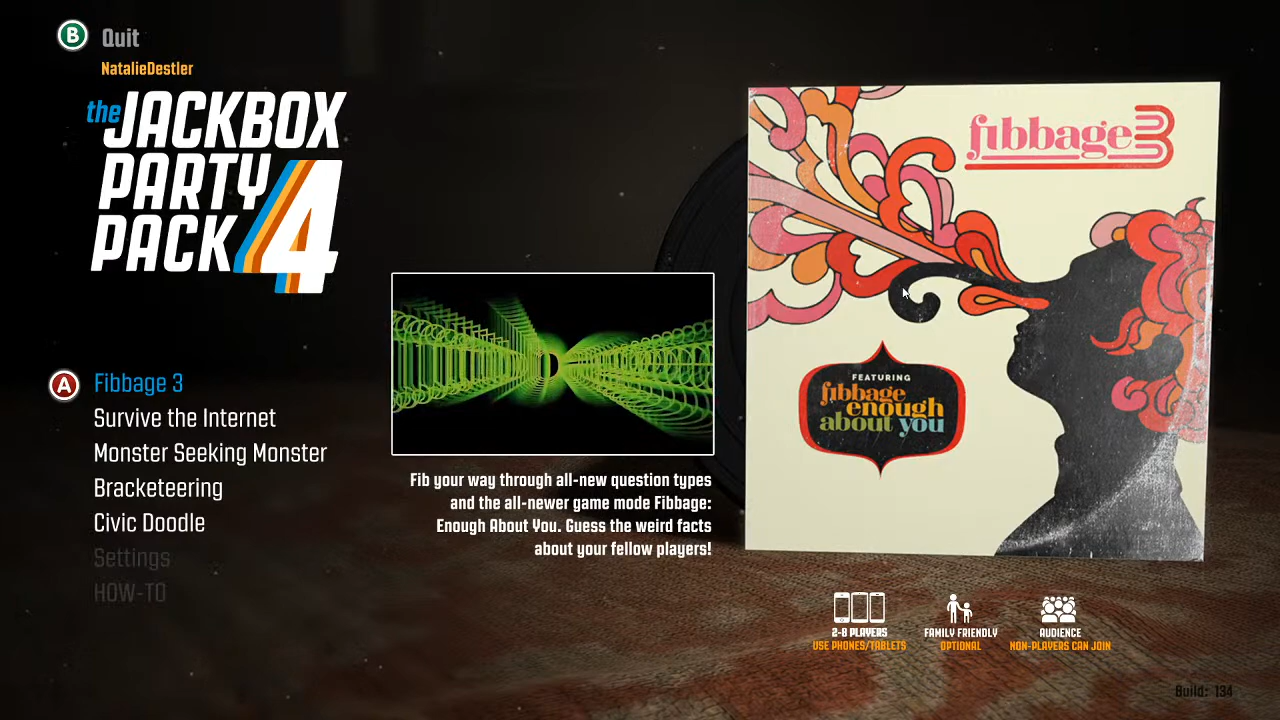 B Quit
NatalieDestler
the JACKBOX
PARTY
PACK 4
A Fibbage 3
Survive the Internet
Monster Seeking Monster
Bracketeering
Civic Doodle
Settings
HOW-TO
Fib your way through all-new question types
and the all-newer game mode Fibbage:
Enough About You. Guess the weird facts
about your fellow players!
fibbage 3
FEATURING
fibbage
enough
about you
2-8 PLAYERS
USE PHONES/TABLETS
FAMILY FRIENDLY
OPTIONAL
AUDIENCE
NON-PLAYERS CAN JOIN
Build: 134